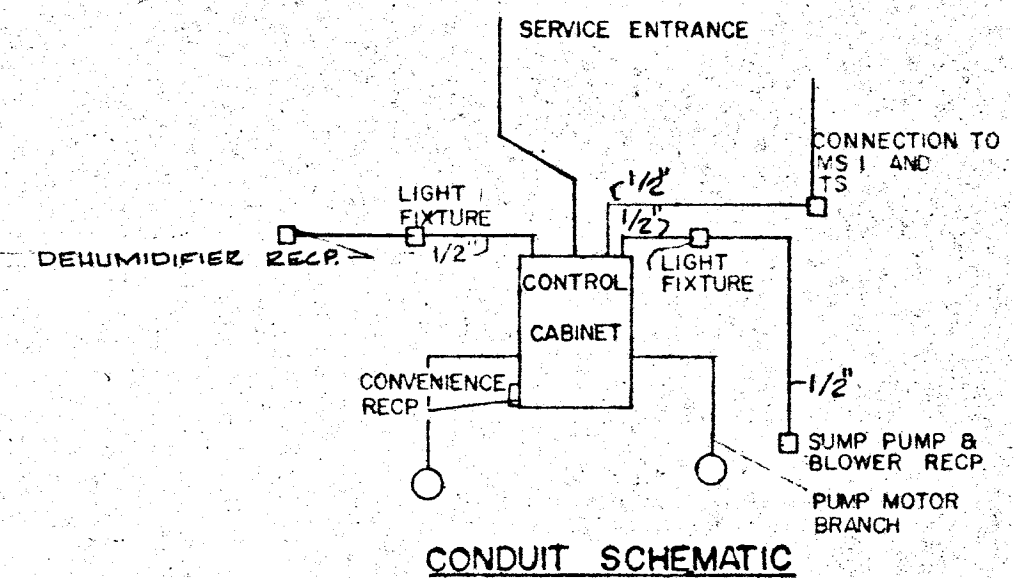 SERVICE ENTRANCE
CONNECTION TO
MS 1 AND
TS
1/2"
LIGHT
FIXTURE
1/2"
1/2"
DEHUMIDIFIER RECP.
LIGHT
FIXTURE
CONTROL
CABINET
CONVENIENCE
RECP.
1/2"
SUMP PUMP &
BLOWER RECP.
PUMP MOTOR
BRANCH
CONDUIT SCHEMATIC